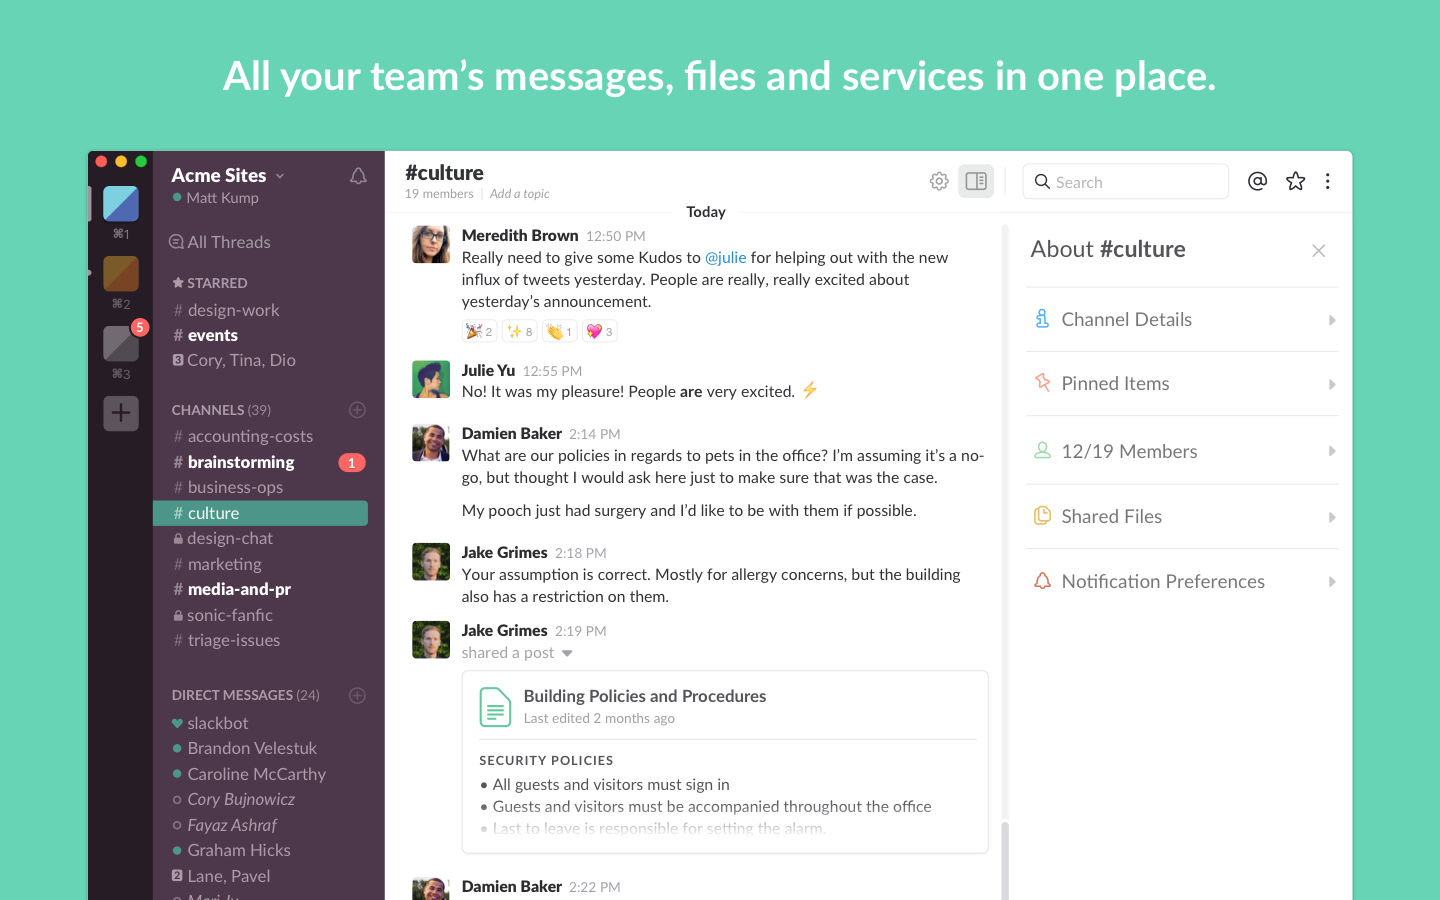 All your team’s messages, files and services in one place.
Acme Sites
Matt Kump
⌘1
⌘2
5
⌘3
All Threads
STARRED
# design-work
# events
3 Cory, Tina, Dio
CHANNELS (39)
# accounting-costs
# brainstorming 1
# business-ops
# culture
design-chat
# marketing
# media-and-pr
sonic-fanfic
# triage-issues
DIRECT MESSAGES (24)
slackbot
Brandon Velestuk
Caroline McCarthy
Cory Bujnowicz
Fayaz Ashraf
Graham Hicks
2 Lane, Pavel
#culture
19 members | Add a topic
Search
Today
Meredith Brown 12:50 PM
Really need to give some Kudos to @julie for helping out with the new
influx of tweets yesterday. People are really, really excited about
yesterday’s announcement.
🎉 2 ✨ 8 👏 1 💖 3
Julie Yu 12:55 PM
No! It was my pleasure! People are very excited. ⚡
Damien Baker 2:14 PM
What are our policies in regards to pets in the office? I’m assuming it’s a no-
go, but thought I would ask here just to make sure that was the case.
My pooch just had surgery and I’d like to be with them if possible.
Jake Grimes 2:18 PM
Your assumption is correct. Mostly for allergy concerns, but the building
also has a restriction on them.
Jake Grimes 2:19 PM
shared a post
Building Policies and Procedures
Last edited 2 months ago
SECURITY POLICIES
• All guests and visitors must sign in
• Guests and visitors must be accompanied throughout the office
• Last to leave is responsible for setting the alarm.
Damien Baker 2:22 PM
About #culture
Channel Details
Pinned Items
12/19 Members
Shared Files
Notification Preferences